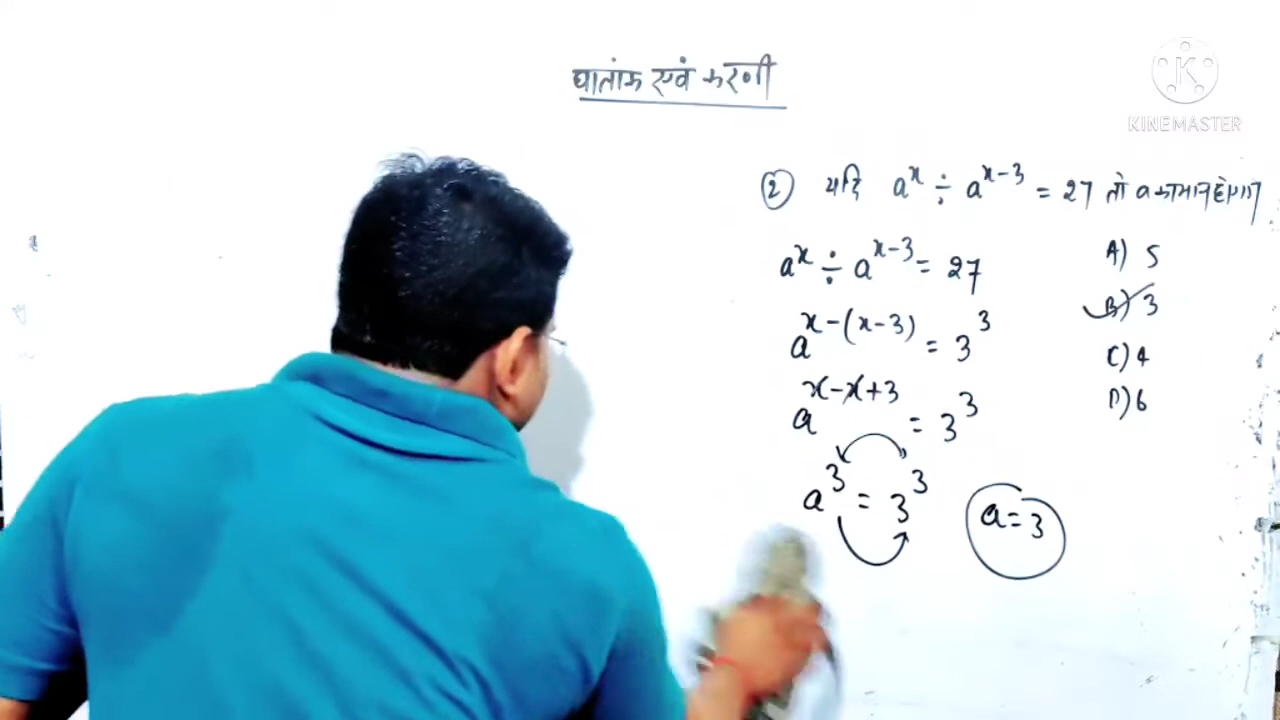 घातांक एवं करणी
K
KINEMASTER
② यदि a^x ÷ a^{x-3} = 27 तो a का मान होगा
a^x ÷ a^{x-3} = 27
a^{x-(x-3)} = 3^3
a^{x-x+3} = 3^3
a^3 = 3^3
a = 3
A) 5
B) 3
C) 4
D) 6